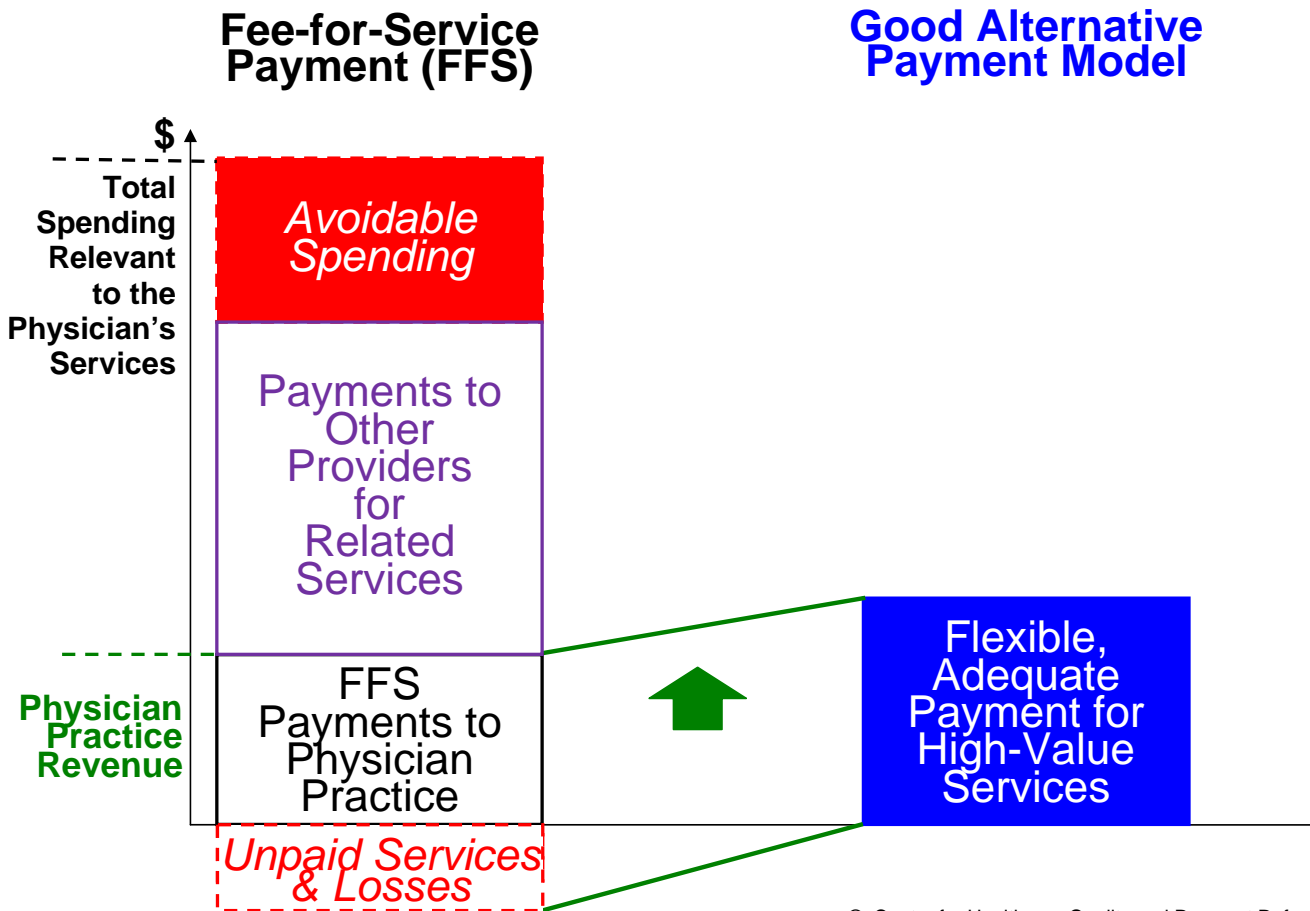 Fee-for-Service
Payment (FFS)
Good Alternative
Payment Model
$
Total
Spending
Relevant
to the
Physician's
Services
Avoidable
Spending
Payments to
Other
Providers
for
Related
Services
Physician
Practice
Revenue
FFS
Payments to
Physician
Practice
Unpaid Services
& Losses
Flexible,
Adequate
Payment for
High-Value
Services